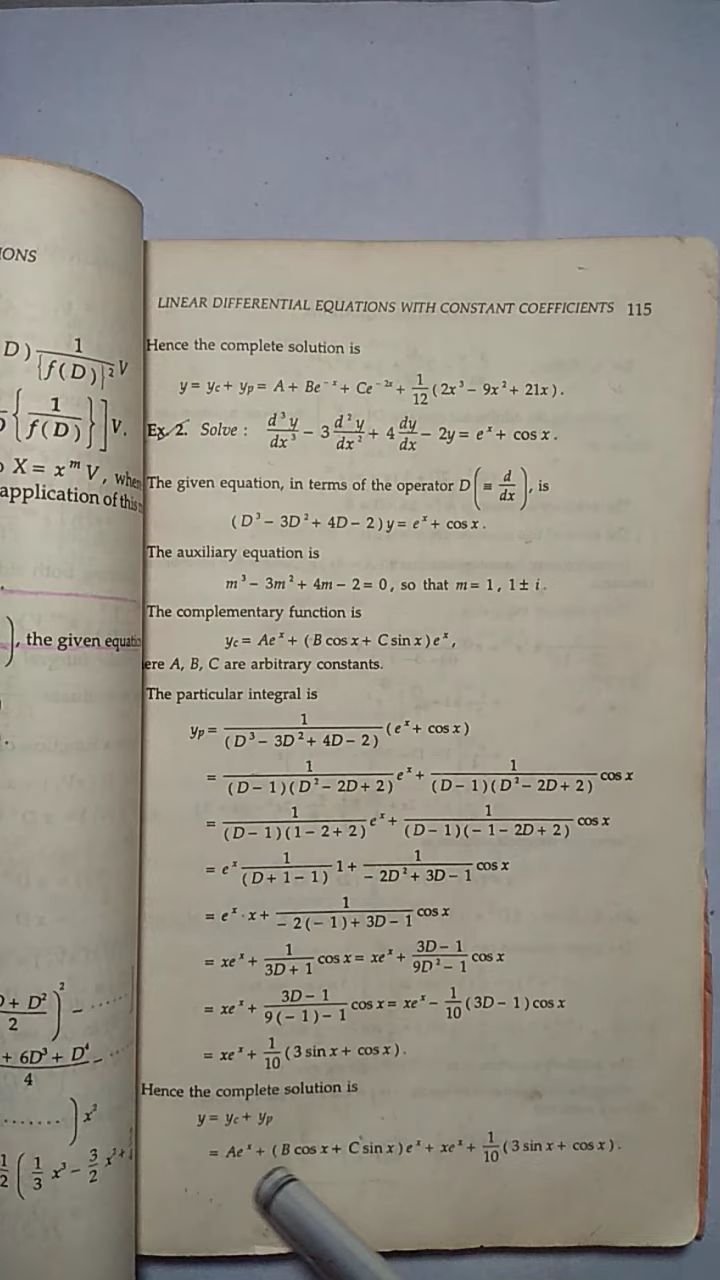 IONS
D) 1/{f(D)}² V
{1/f(D)}]V.
X = x^m V, when
application of this
), the given equatio
D + D²/2)² - ......
+ 6D³ + D⁴/4 - ...
......) x²
1/2 (1/3 x³ - 3/2 x²+
LINEAR DIFFERENTIAL EQUATIONS WITH CONSTANT COEFFICIENTS 115
Hence the complete solution is
y = y_c + y_p = A + Be^{-x} + Ce^{-2x} + 1/12 (2x³ - 9x² + 21x).
Ex. 2. Solve : d³y/dx³ - 3 d²y/dx² + 4 dy/dx - 2y = e^x + cos x.
The given equation, in terms of the operator D (≡ d/dx), is
(D³ - 3D² + 4D - 2) y = e^x + cos x.
The auxiliary equation is
m³ - 3m² + 4m - 2 = 0, so that m = 1, 1 ± i.
The complementary function is
y_c = Ae^x + (B cos x + C sin x) e^x,
ere A, B, C are arbitrary constants.
The particular integral is
y_p = 1/(D³ - 3D² + 4D - 2) (e^x + cos x)
= 1/(D - 1)(D² - 2D + 2) e^x + 1/(D - 1)(D² - 2D + 2) cos x
= 1/(D - 1)(1 - 2 + 2) e^x + 1/(D - 1)(- 1 - 2D + 2) cos x
= e^x 1/(D + 1 - 1) 1 + 1/- 2D² + 3D - 1 cos x
= e^x · x + 1/- 2(- 1) + 3D - 1 cos x
= xe^x + 1/3D + 1 cos x = xe^x + 3D - 1/9D² - 1 cos x
= xe^x + 3D - 1/9(- 1) - 1 cos x = xe^x - 1/10 (3D - 1) cos x
= xe^x + 1/10 (3 sin x + cos x).
Hence the complete solution is
y = y_c + y_p
= Ae^x + (B cos x + C sin x) e^x + xe^x + 1/10 (3 sin x + cos x).